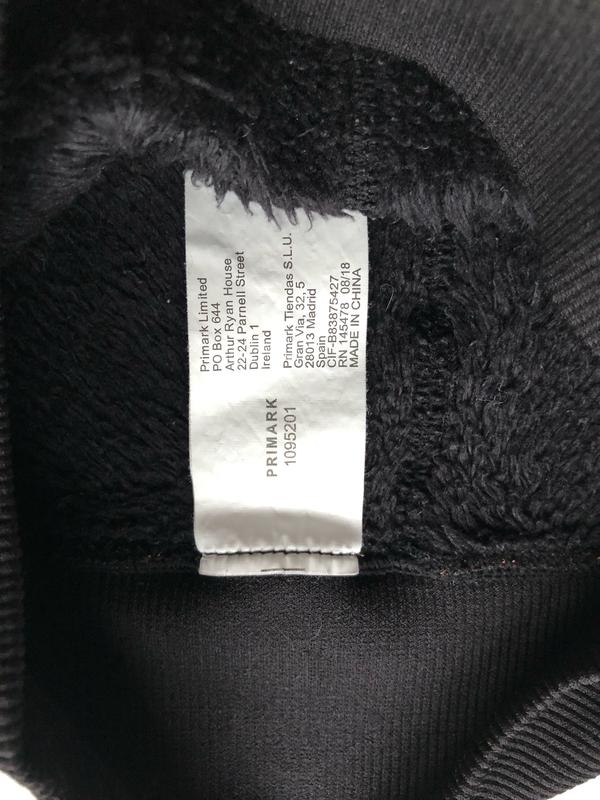 Primark Limited
PO Box 644
Arthur Ryan House
22-24 Parnell Street
Dublin 1
Ireland
Primark Tiendas S.L.U.
Gran Via, 32, 5
28013 Madrid
Spain
CIF-B83875427
RN 145478 08/18
MADE IN CHINA
PRIMARK
1095201